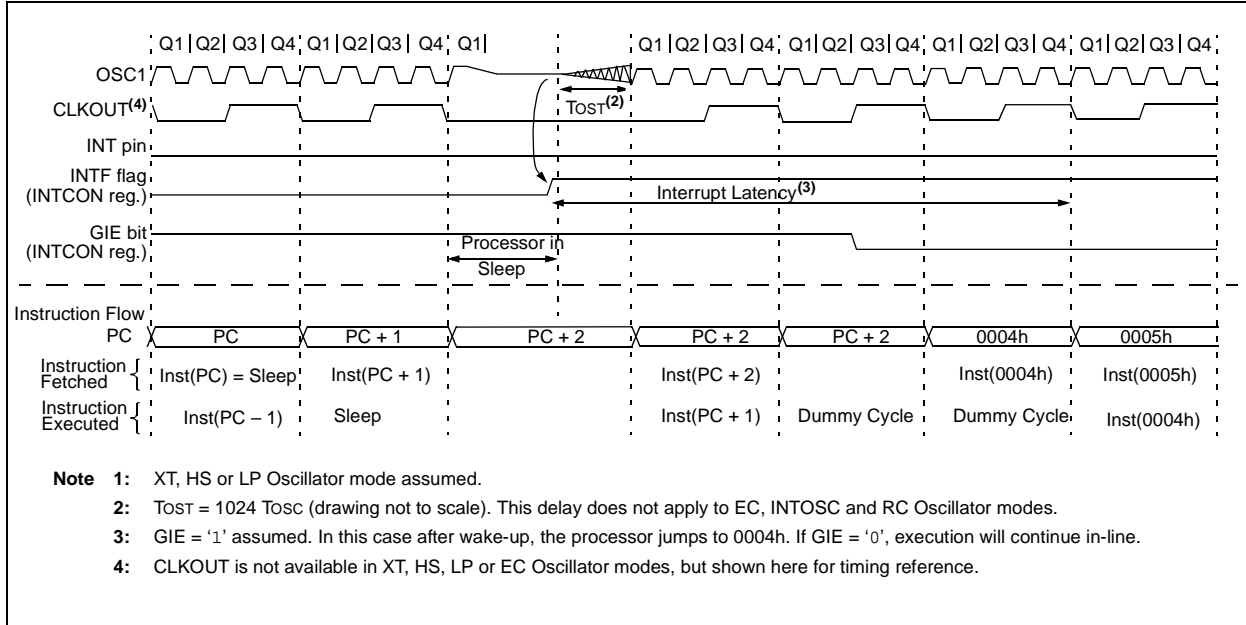 Q1 | Q2 | Q3 | Q4 Q1 | Q2 | Q3 | Q4 Q1 | Q1 | Q2 | Q3 | Q4 Q1 | Q2 | Q3 | Q4 Q1 | Q2 | Q3 | Q4 Q1 | Q2 | Q3 | Q4
OSC1
CLKOUT(4) TOST(2)
INT pin
INTF flag
(INTCON reg.) Interrupt Latency(3)
GIE bit
(INTCON reg.) Processor in
Sleep
Instruction Flow
PC PC PC + 1 PC + 2 PC + 2 PC + 2 0004h 0005h
Instruction
Fetched Inst(PC) = Sleep Inst(PC + 1) Inst(PC + 2) Inst(0004h) Inst(0005h)
Instruction
Executed Inst(PC – 1) Sleep Inst(PC + 1) Dummy Cycle Dummy Cycle Inst(0004h)
Note 1: XT, HS or LP Oscillator mode assumed.
2: TOST = 1024 TOSC (drawing not to scale). This delay does not apply to EC, INTOSC and RC Oscillator modes.
3: GIE = '1' assumed. In this case after wake-up, the processor jumps to 0004h. If GIE = '0', execution will continue in-line.
4: CLKOUT is not available in XT, HS, LP or EC Oscillator modes, but shown here for timing reference.